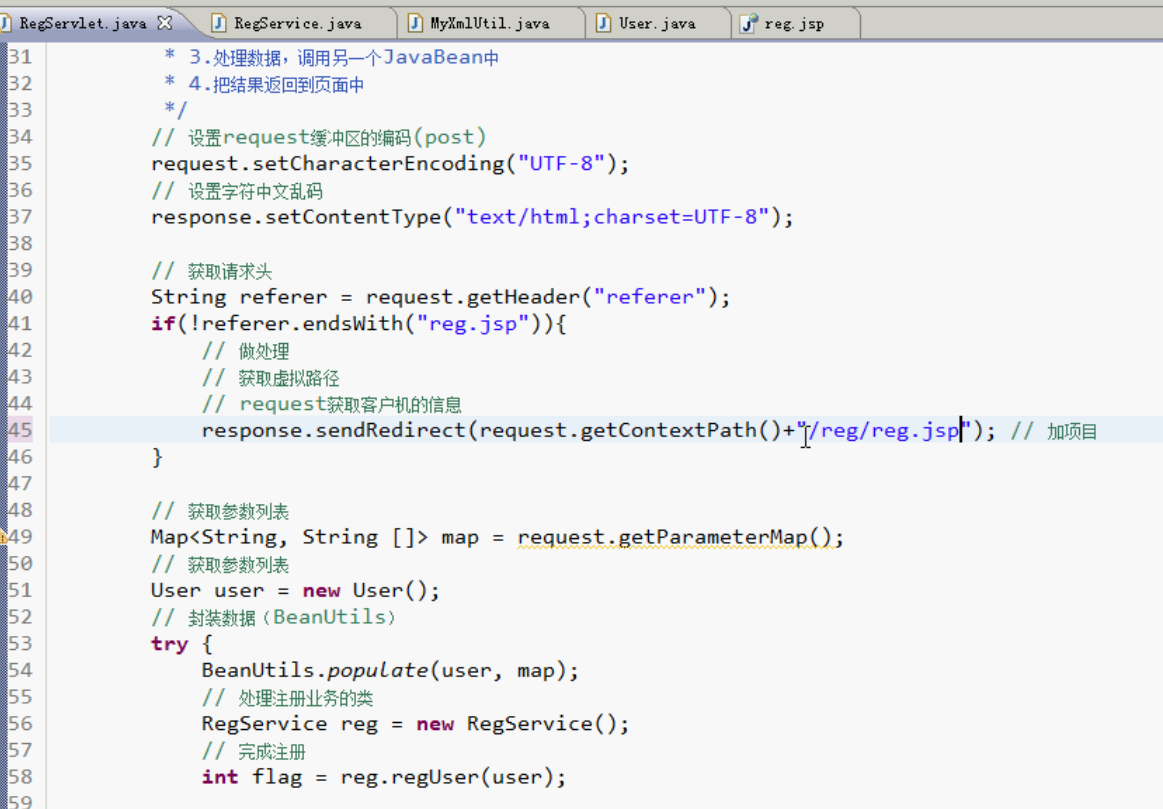 RegServlet.java RegService.java MyXmlUtil.java User.java reg.jsp
31 * 3.处理数据，调用另一个JavaBean中
32 * 4.把结果返回到页面中
33 */
34 // 设置request缓冲区的编码(post)
35 request.setCharacterEncoding("UTF-8");
36 // 设置字符中文乱码
37 response.setContentType("text/html;charset=UTF-8");
38
39 // 获取请求头
40 String referer = request.getHeader("referer");
41 if(!referer.endsWith("reg.jsp")){
42 // 做处理
43 // 获取虚拟路径
44 // request获取客户机的信息
45 response.sendRedirect(request.getContextPath()+"/reg/reg.jsp"); // 加项目
46 }
47
48 // 获取参数列表
49 Map<String, String []> map = request.getParameterMap();
50 // 获取参数列表
51 User user = new User();
52 // 封装数据（BeanUtils）
53 try {
54 BeanUtils.populate(user, map);
55 // 处理注册业务的类
56 RegService reg = new RegService();
57 // 完成注册
58 int flag = reg.regUser(user);
59